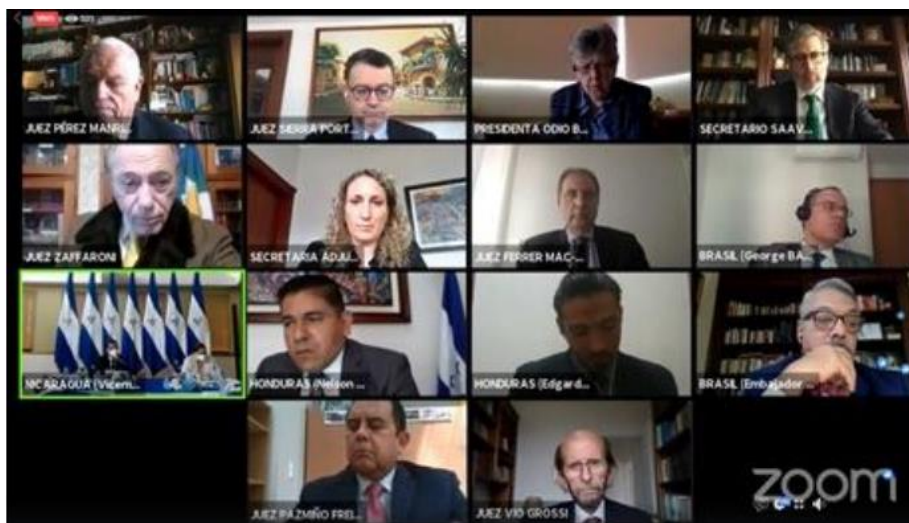 JUEZ PÉREZ MANRI...
JUEZ SIERRA PORT...
PRESIDENTA ODIO B...
SECRETARIO SAAV...
JUEZ ZAFFARONI
SECRETARIA ADJU...
JUEZ FERRER MAC-...
BRASIL (George BA...
NICARAGUA (Vicem...
HONDURAS (Nelson ...
HONDURAS (Edgard...
BRASIL (Embajador ...
JUEZ PAZMIÑO FREI...
JUEZ VIO GROSSI
zoom